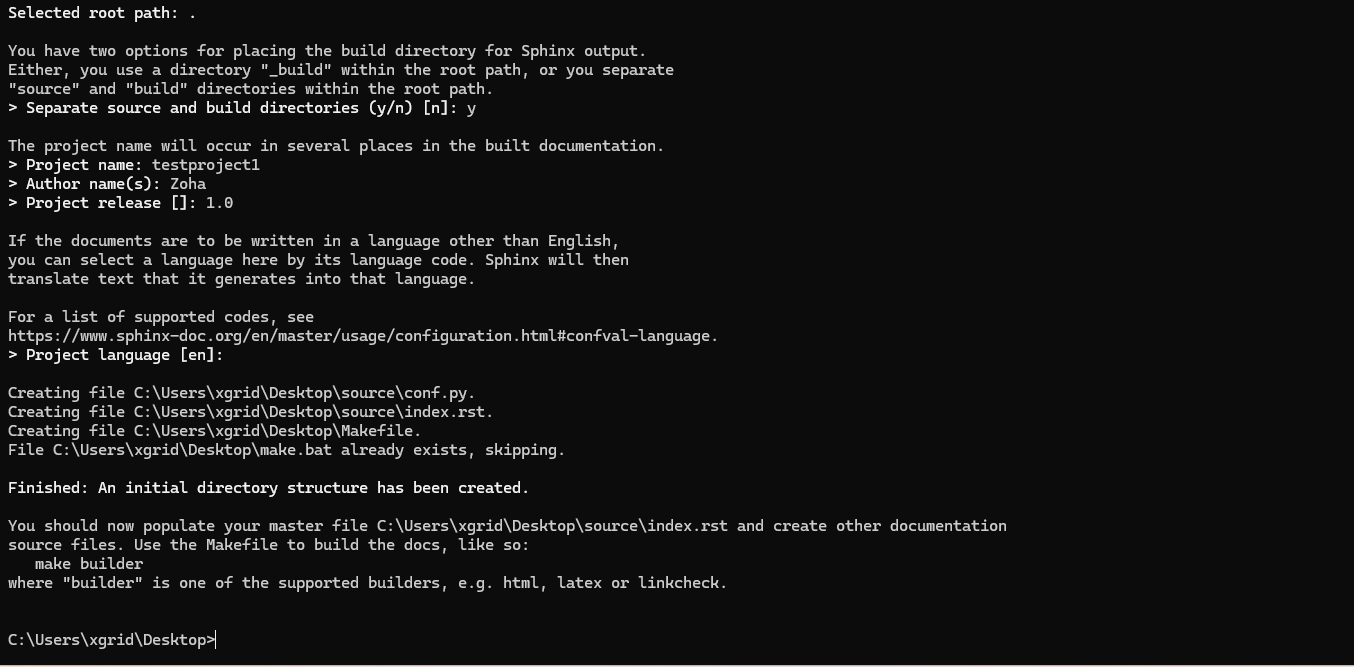 Selected root path: .
You have two options for placing the build directory for Sphinx output.
Either, you use a directory "_build" within the root path, or you separate
"source" and "build" directories within the root path.
> Separate source and build directories (y/n) [n]: y
The project name will occur in several places in the built documentation.
> Project name: testproject1
> Author name(s): Zoha
> Project release []: 1.0
If the documents are to be written in a language other than English,
you can select a language here by its language code. Sphinx will then
translate text that it generates into that language.
For a list of supported codes, see
https://www.sphinx-doc.org/en/master/usage/configuration.html#confval-language.
> Project language [en]:
Creating file C:\Users\xgrid\Desktop\source\conf.py.
Creating file C:\Users\xgrid\Desktop\source\index.rst.
Creating file C:\Users\xgrid\Desktop\Makefile.
File C:\Users\xgrid\Desktop\make.bat already exists, skipping.
Finished: An initial directory structure has been created.
You should now populate your master file C:\Users\xgrid\Desktop\source\index.rst and create other documentation
source files. Use the Makefile to build the docs, like so:
   make builder
where "builder" is one of the supported builders, e.g. html, latex or linkcheck.
C:\Users\xgrid\Desktop>